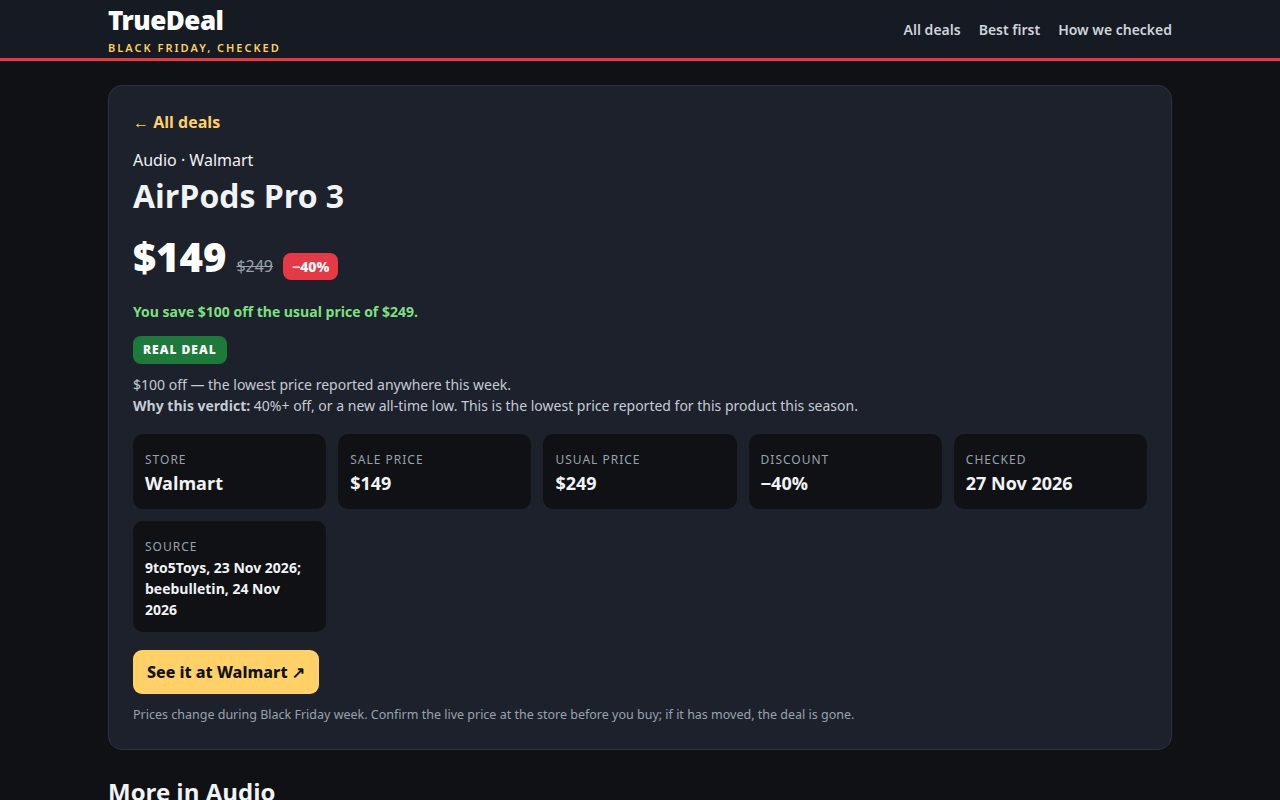 TrueDeal
BLACK FRIDAY, CHECKED
All deals
Best first
How we checked
← All deals
Audio · Walmart
AirPods Pro 3
$149 $249 −40%
You save $100 off the usual price of $249.
REAL DEAL
$100 off — the lowest price reported anywhere this week.
Why this verdict: 40%+ off, or a new all-time low. This is the lowest price reported for this product this season.
STORE
Walmart
SALE PRICE
$149
USUAL PRICE
$249
DISCOUNT
−40%
CHECKED
27 Nov 2026
SOURCE
9to5Toys, 23 Nov 2026;
beebulletin, 24 Nov
2026
See it at Walmart ↗
Prices change during Black Friday week. Confirm the live price at the store before you buy; if it has moved, the deal is gone.
More in Audio